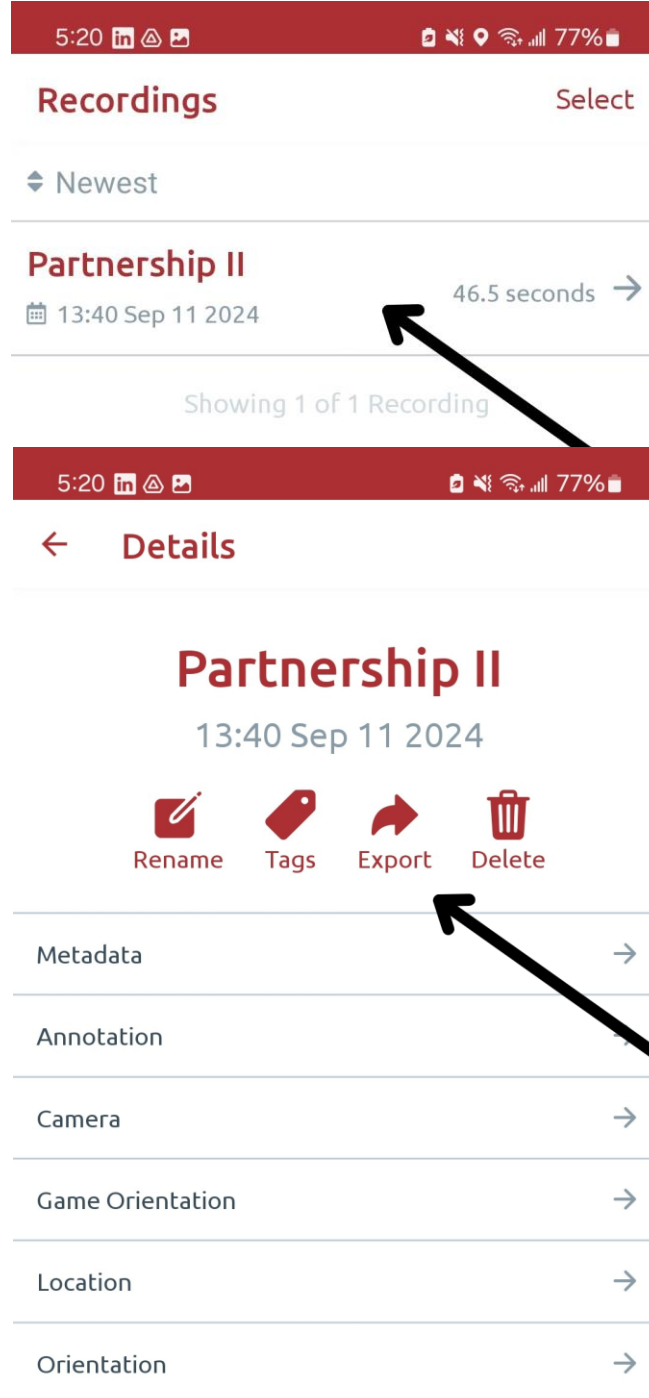 5:20 77%
Recordings Select
Newest
Partnership II
46.5 seconds
13:40 Sep 11 2024
Showing 1 of 1 Recording
5:20 77%
Details
Partnership II
13:40 Sep 11 2024
Rename Tags Export Delete
Metadata
Annotation
Camera
Game Orientation
Location
Orientation